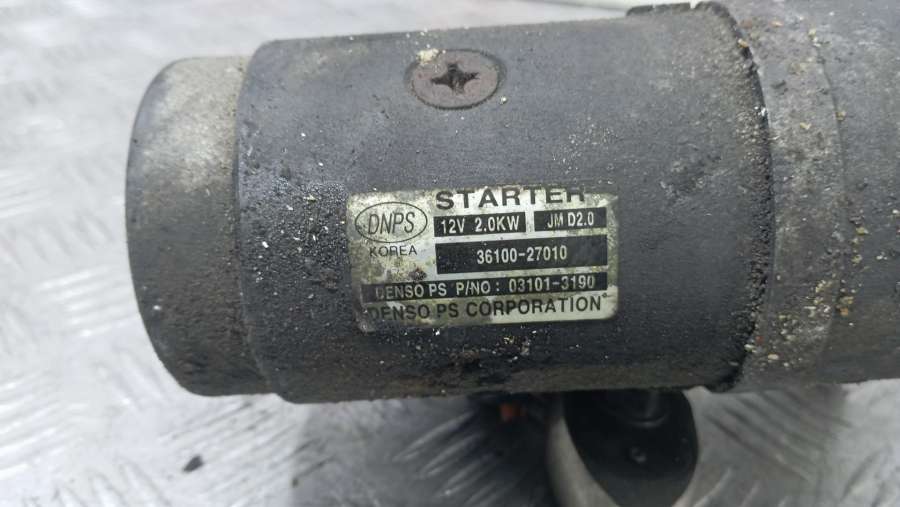 STARTER
DNPS
12V 2.0KW
JM D2.0
KOREA
36100-27010
DENSO PS P/NO : 03101-3190
DENSO PS CORPORATION